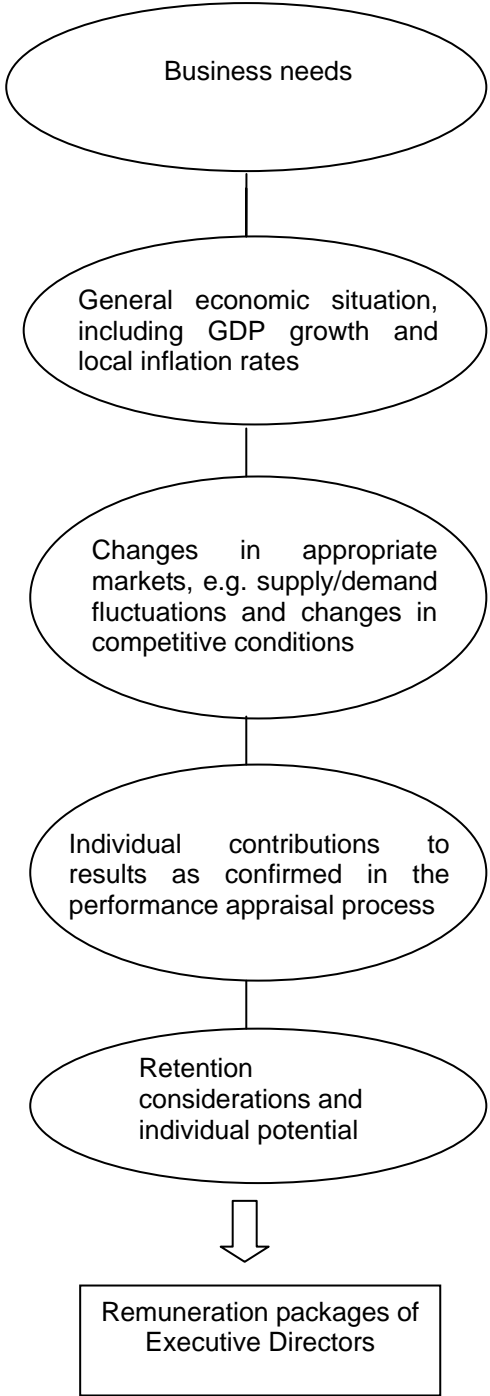 Business needs
General economic situation,
including GDP growth and
local inflation rates
Changes in appropriate
markets, e.g. supply/demand
fluctuations and changes in
competitive conditions
Individual contributions to
results as confirmed in the
performance appraisal process
Retention
considerations and
individual potential
Remuneration packages of
Executive Directors